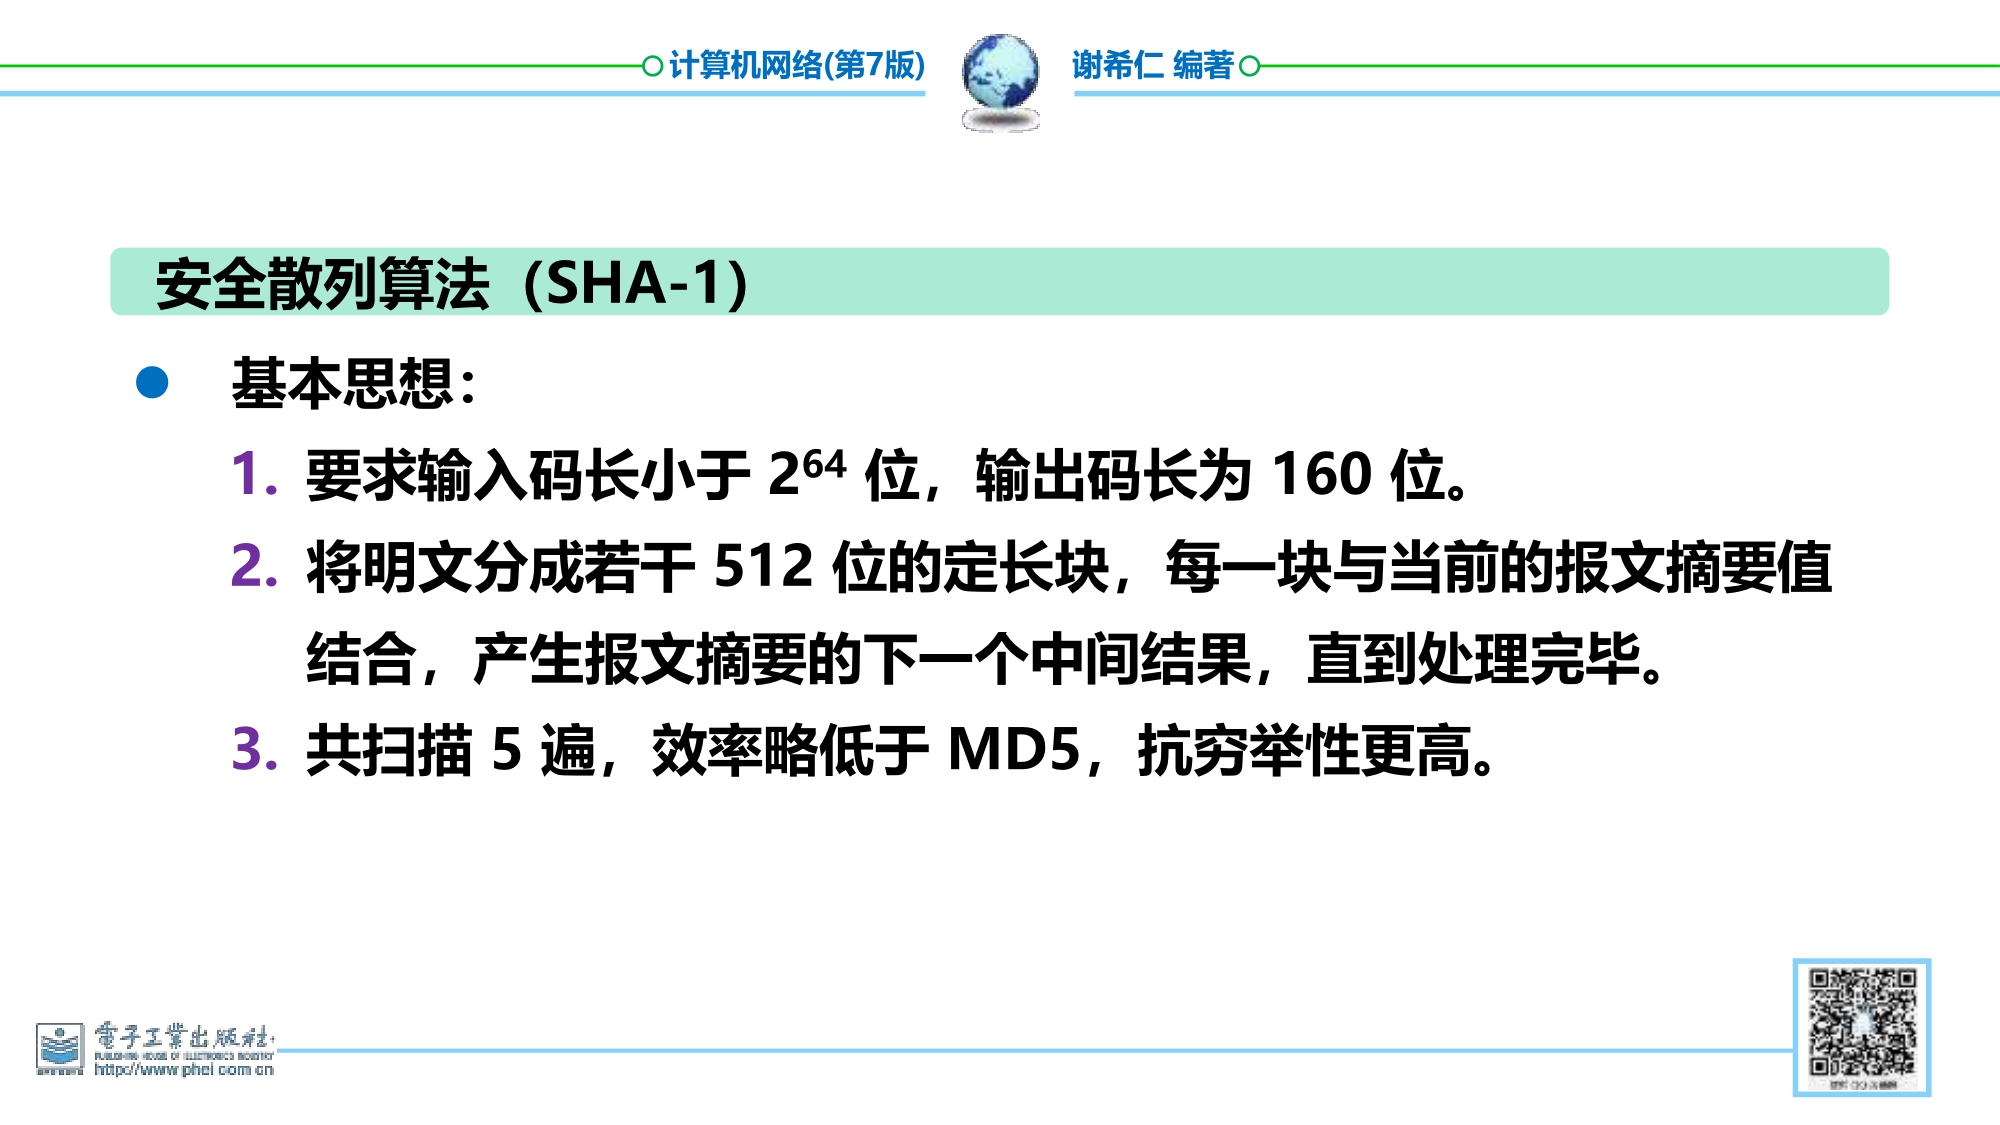 计算机网络(第7版) 谢希仁 编著
安全散列算法（SHA-1）
● 基本思想：
1. 要求输入码长小于 2⁶⁴ 位，输出码长为 160 位。
2. 将明文分成若干 512 位的定长块，每一块与当前的报文摘要值
结合，产生报文摘要的下一个中间结果，直到处理完毕。
3. 共扫描 5 遍，效率略低于 MD5，抗穷举性更高。
電子工業出版社
PUBLISHING HOUSE OF ELECTRONICS INDUSTRY
http://www.phei.com.cn